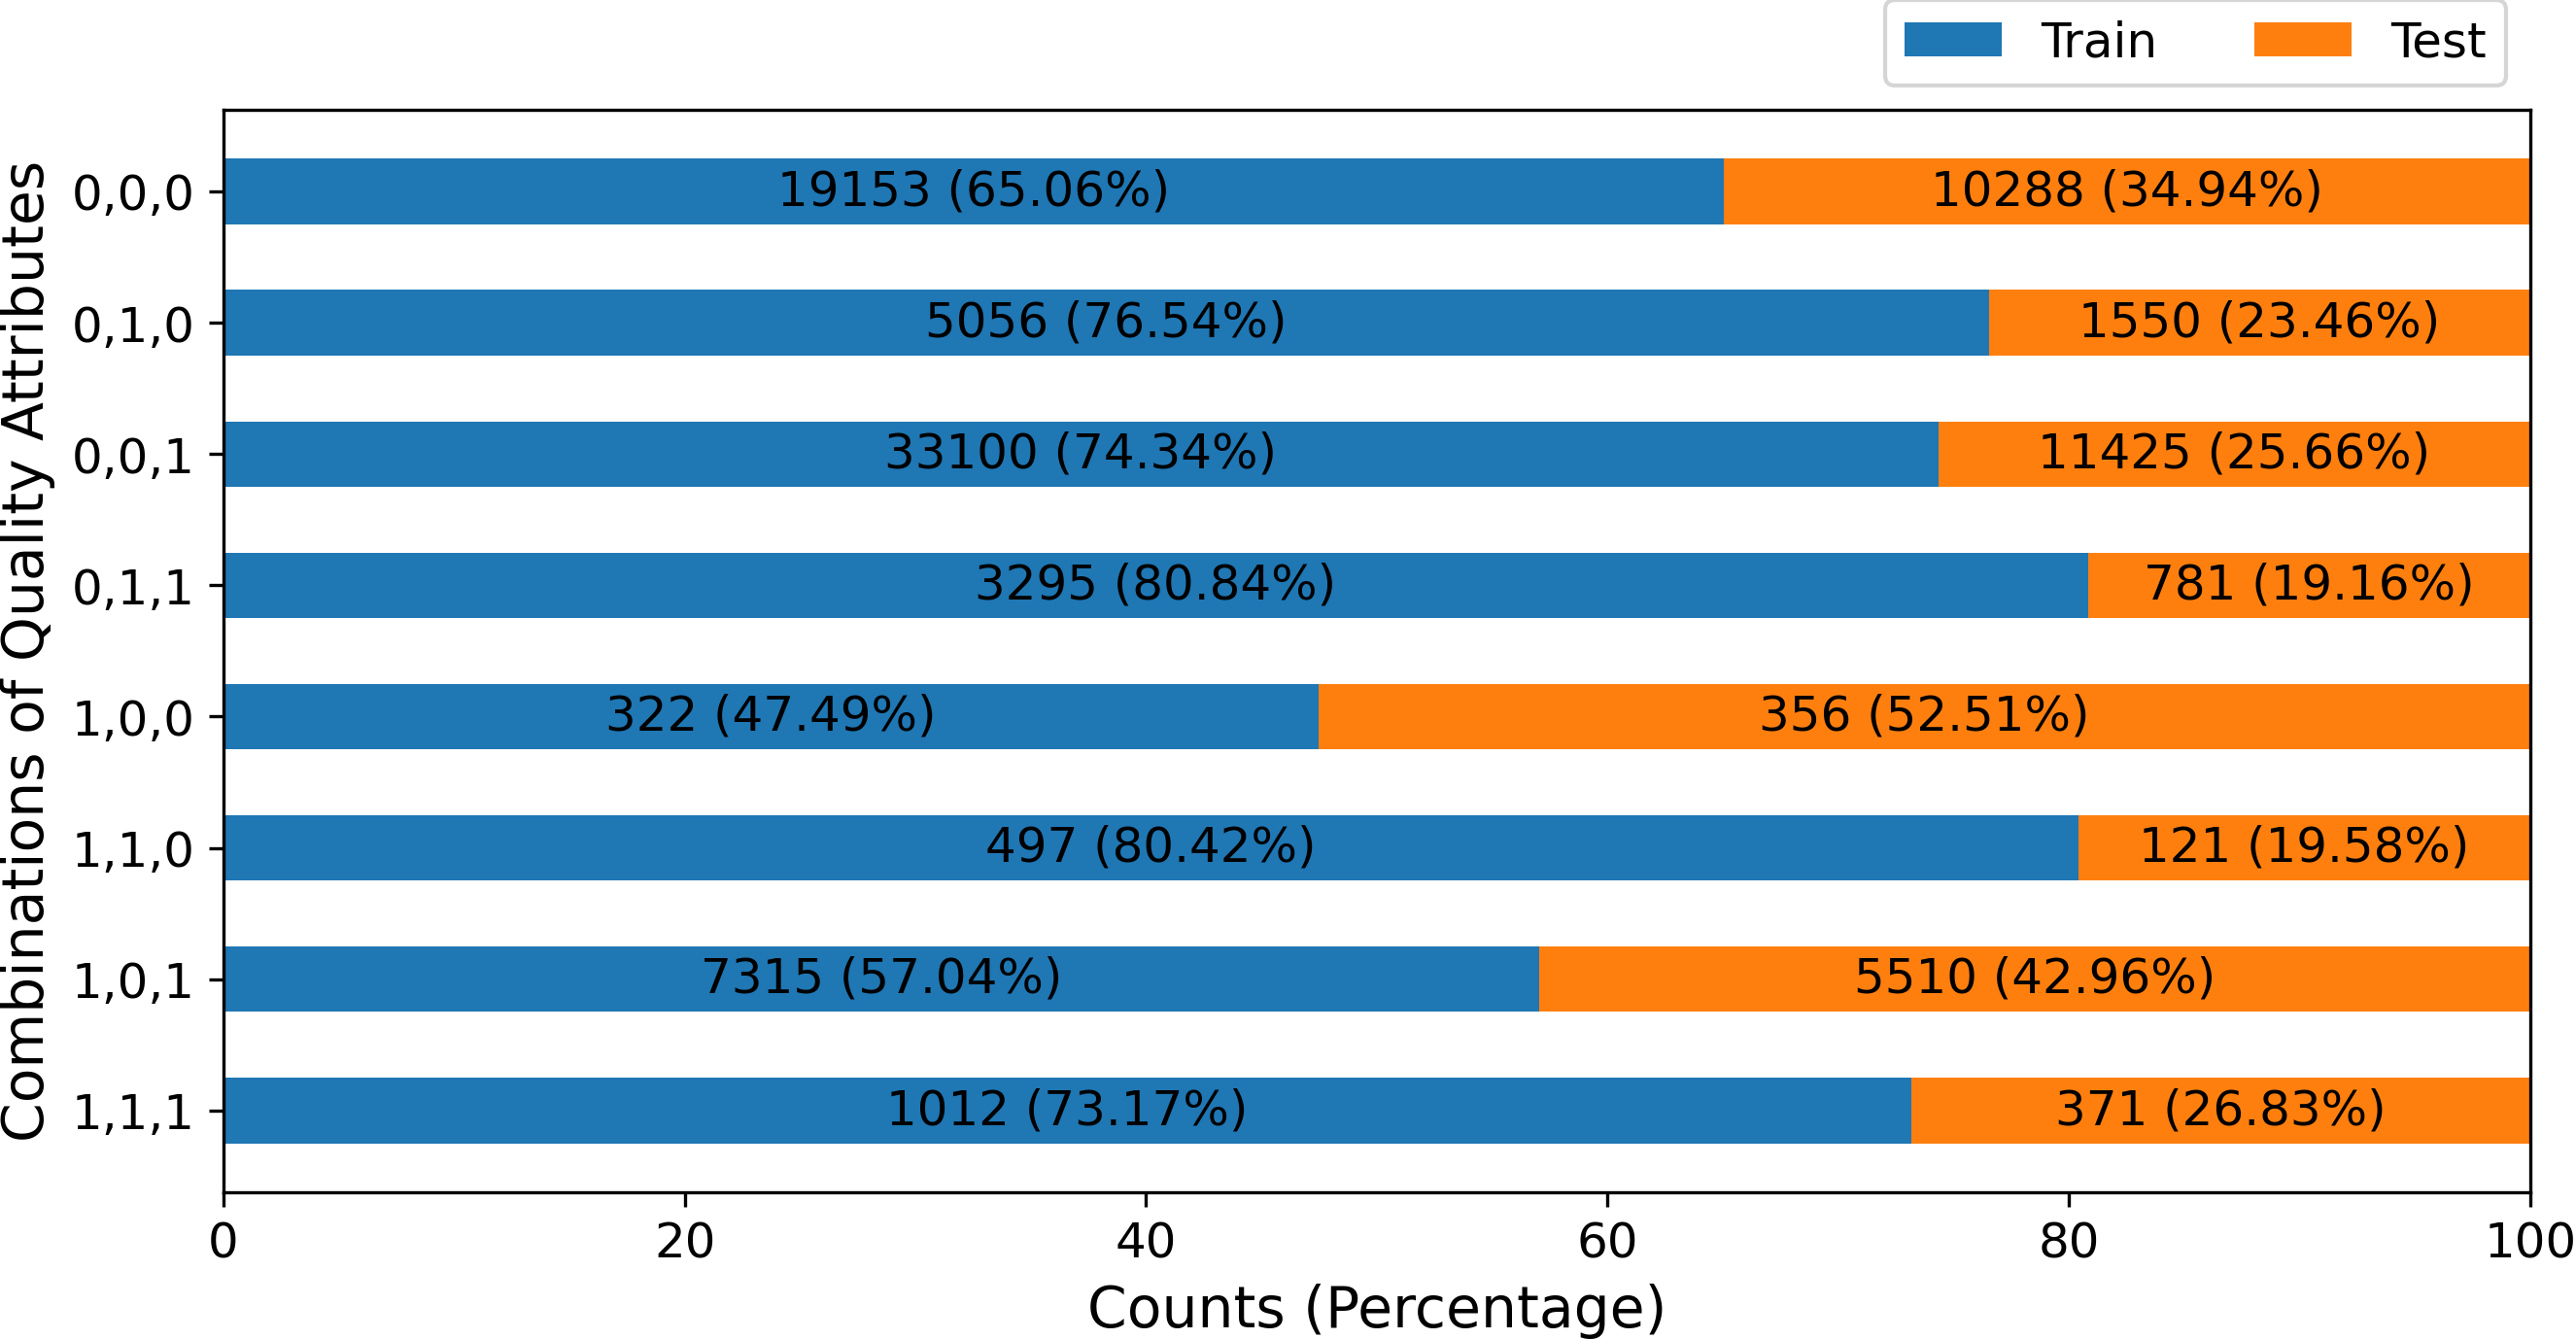 Train Test
Combinations of Quality Attributes
0,0,0 19153 (65.06%) 10288 (34.94%)
0,1,0 5056 (76.54%) 1550 (23.46%)
0,0,1 33100 (74.34%) 11425 (25.66%)
0,1,1 3295 (80.84%) 781 (19.16%)
1,0,0 322 (47.49%) 356 (52.51%)
1,1,0 497 (80.42%) 121 (19.58%)
1,0,1 7315 (57.04%) 5510 (42.96%)
1,1,1 1012 (73.17%) 371 (26.83%)
0 20 40 60 80 100
Counts (Percentage)